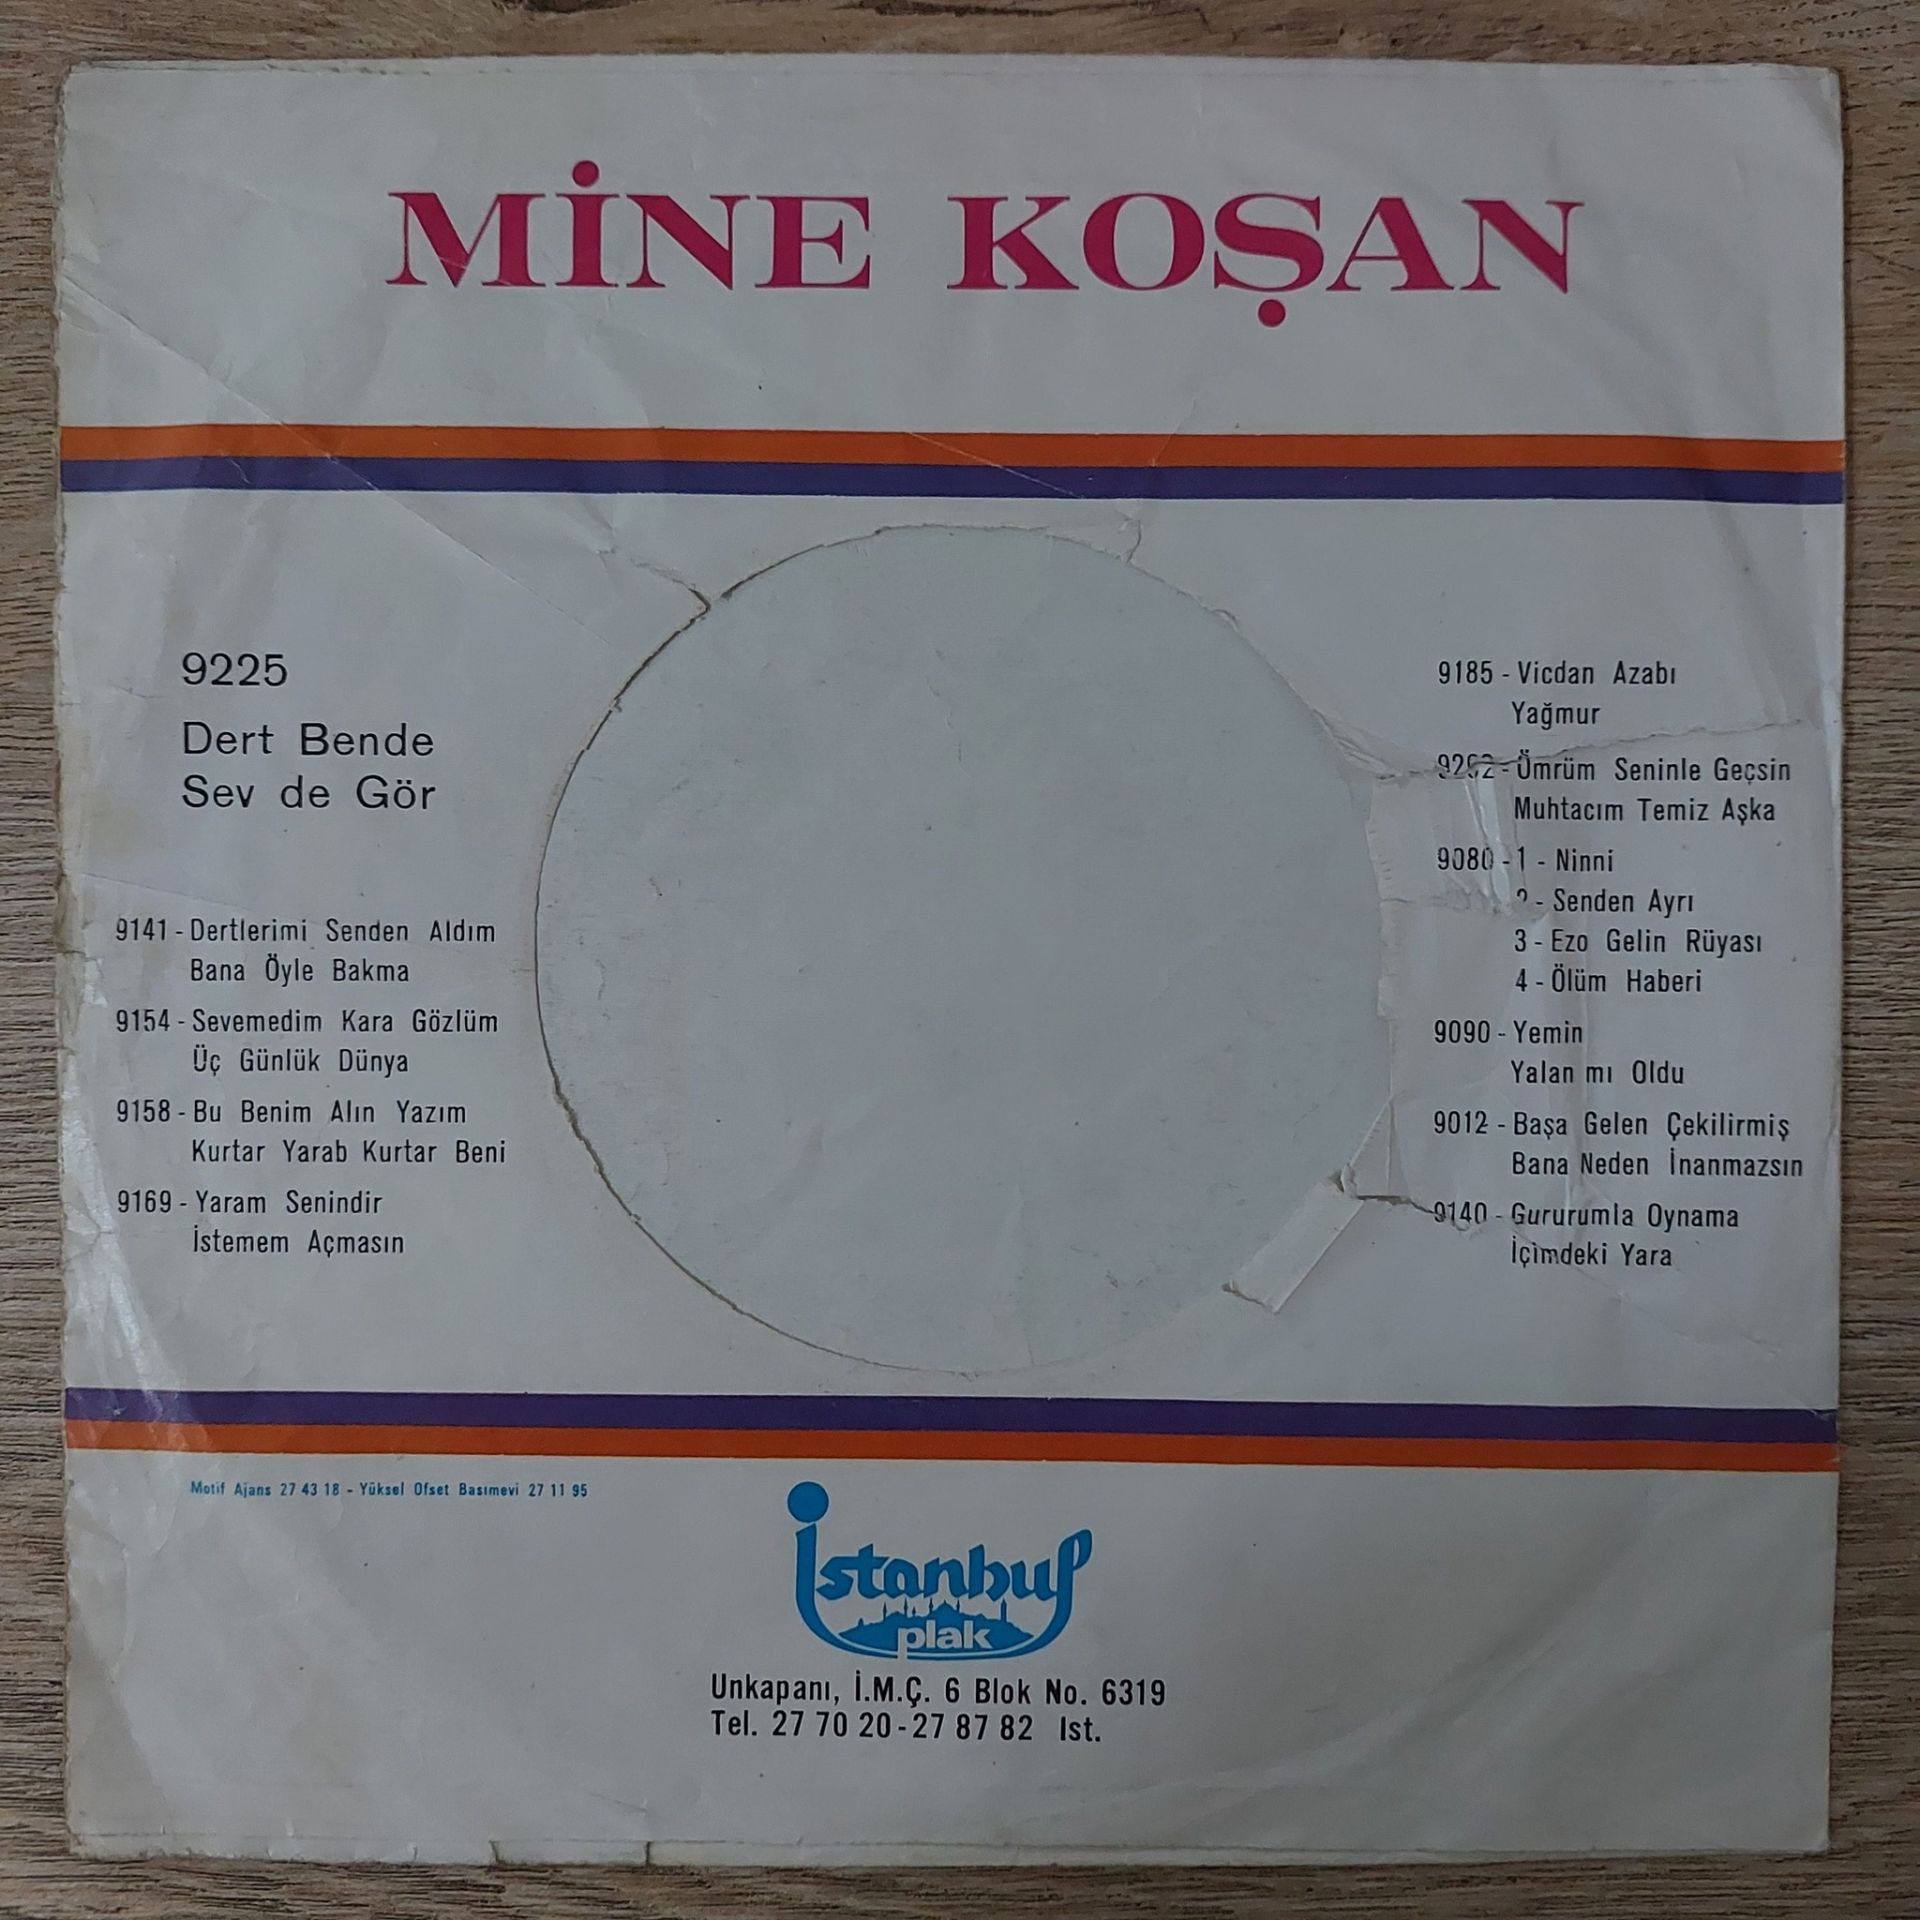 MİNE KOŞAN
9225
Dert Bende
Sev de Gör
9141 - Dertlerimi Senden Aldım
Bana Öyle Bakma
9154 - Sevemedim Kara Gözlüm
Üç Günlük Dünya
9158 - Bu Benim Alın Yazım
Kurtar Yarab Kurtar Beni
9169 - Yaram Senindir
İstemem Açmasın
9185 - Vicdan Azabı
Yağmur
- Ömrüm Seninle Geçsin
Muhtacım Temiz Aşka
9080 - 1 - Ninni
2 - Senden Ayrı
3 - Ezo Gelin Rüyası
4 - Ölüm Haberi
9090 - Yemin
Yalan mı Oldu
9012 - Başa Gelen Çekilirmiş
Bana Neden İnanmazsın
9140 - Gururumla Oynama
İçimdeki Yara
Motif Ajans 27 43 18 - Yüksel Ofset Basımevi 27 11 95
istanbul
plak
Unkapanı, İ.M.Ç. 6 Blok No. 6319
Tel. 27 70 20 - 27 87 82 Ist.